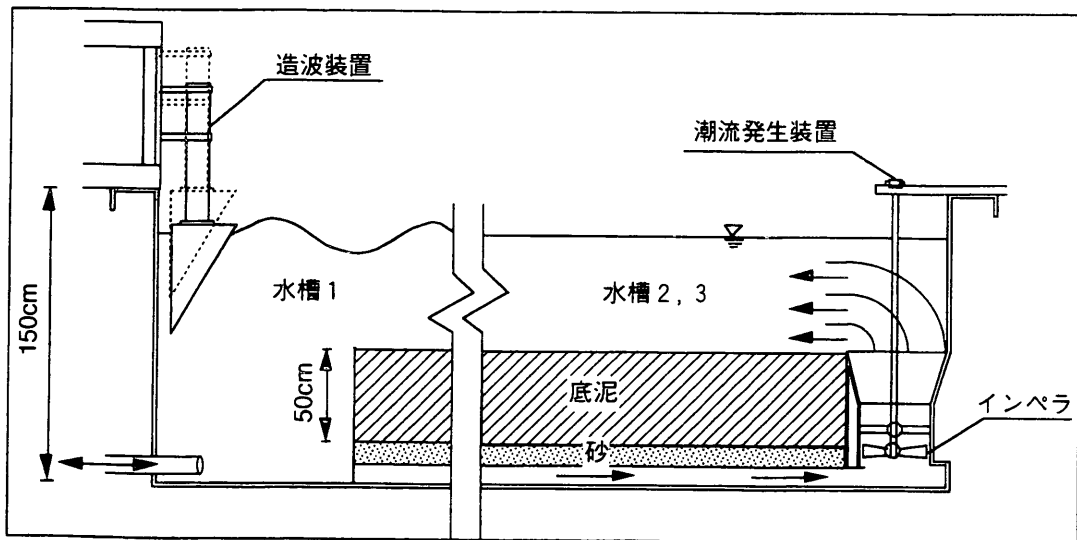 造波装置
潮流発生装置
水槽1
水槽2,3
150cm
50cm
底泥
インペラ
砂